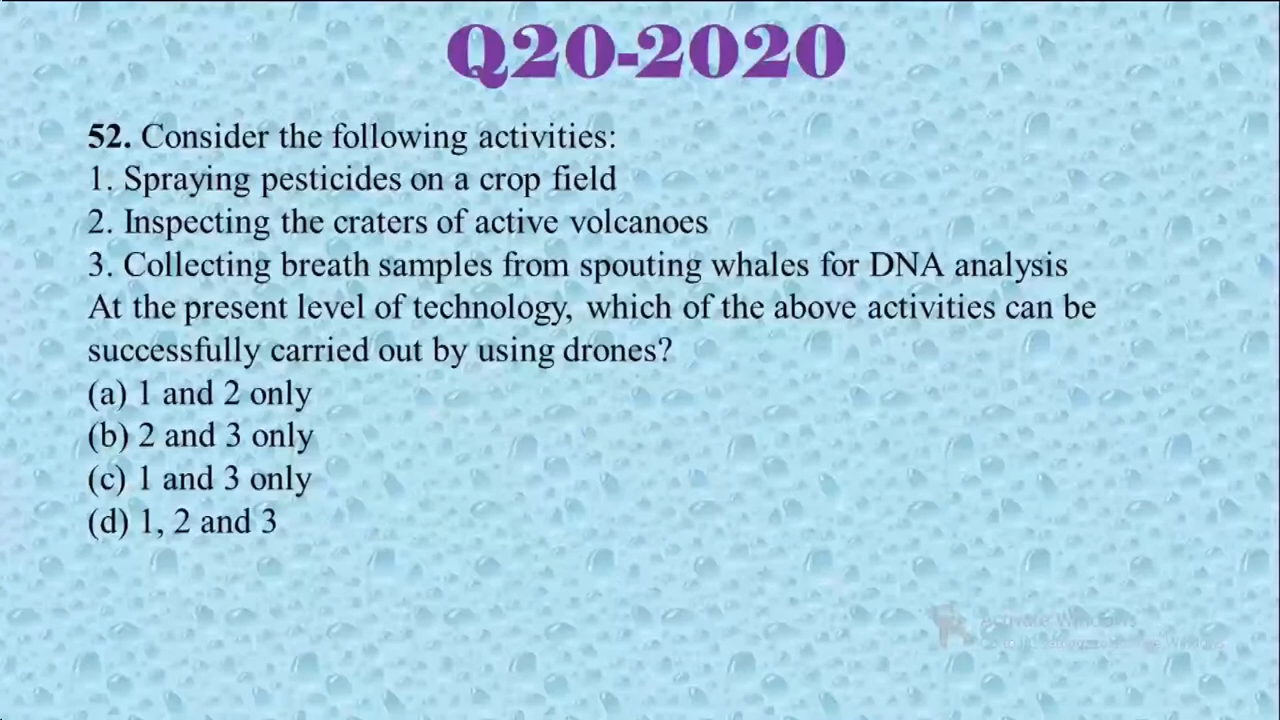 Q20-2020
52. Consider the following activities:
1. Spraying pesticides on a crop field
2. Inspecting the craters of active volcanoes
3. Collecting breath samples from spouting whales for DNA analysis
At the present level of technology, which of the above activities can be
successfully carried out by using drones?
(a) 1 and 2 only
(b) 2 and 3 only
(c) 1 and 3 only
(d) 1, 2 and 3
Activate Windows